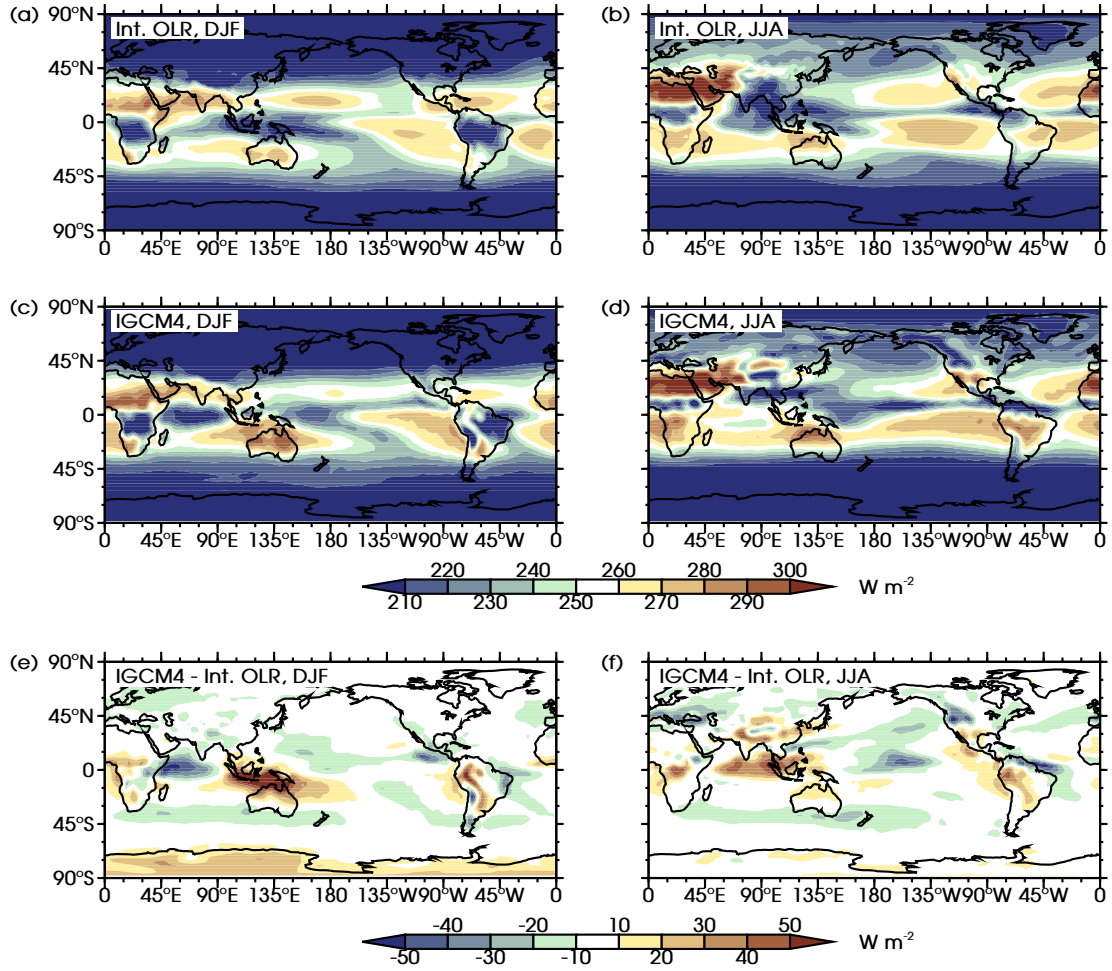 (a) Int. OLR, DJF
90°N
45°N
0
45°S
90°S
0 45°E 90°E 135°E 135°W 90°W 45°W 0
(b) Int. OLR, JJA
90°N
45°N
0
45°S
90°S
0 45°E 90°E 135°E 135°W 90°W 45°W 0
(c) IGCM4, DJF
90°N
45°N
0
45°S
90°S
0 45°E 90°E 135°E 135°W 90°W 45°W 0
(d) IGCM4, JJA
90°N
45°N
0
45°S
90°S
0 45°E 90°E 135°E 135°W 90°W 45°W 0
220 240 260 280 300
210 230 250 270 290
W m⁻²
(e) IGCM4 - Int. OLR, DJF
90°N
45°N
0
45°S
90°S
0 45°E 90°E 135°E 135°W 90°W 45°W 0
(f) IGCM4 - Int. OLR, JJA
90°N
45°N
0
45°S
90°S
0 45°E 90°E 135°E 135°W 90°W 45°W 0
-40 -20 10 30 50
-50 -30 -10 20 40
W m⁻²